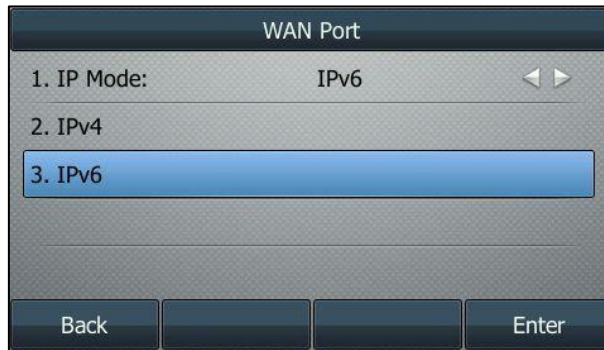 WAN Port
1. IP Mode: IPv6
2. IPv4
3. IPv6
Back Enter